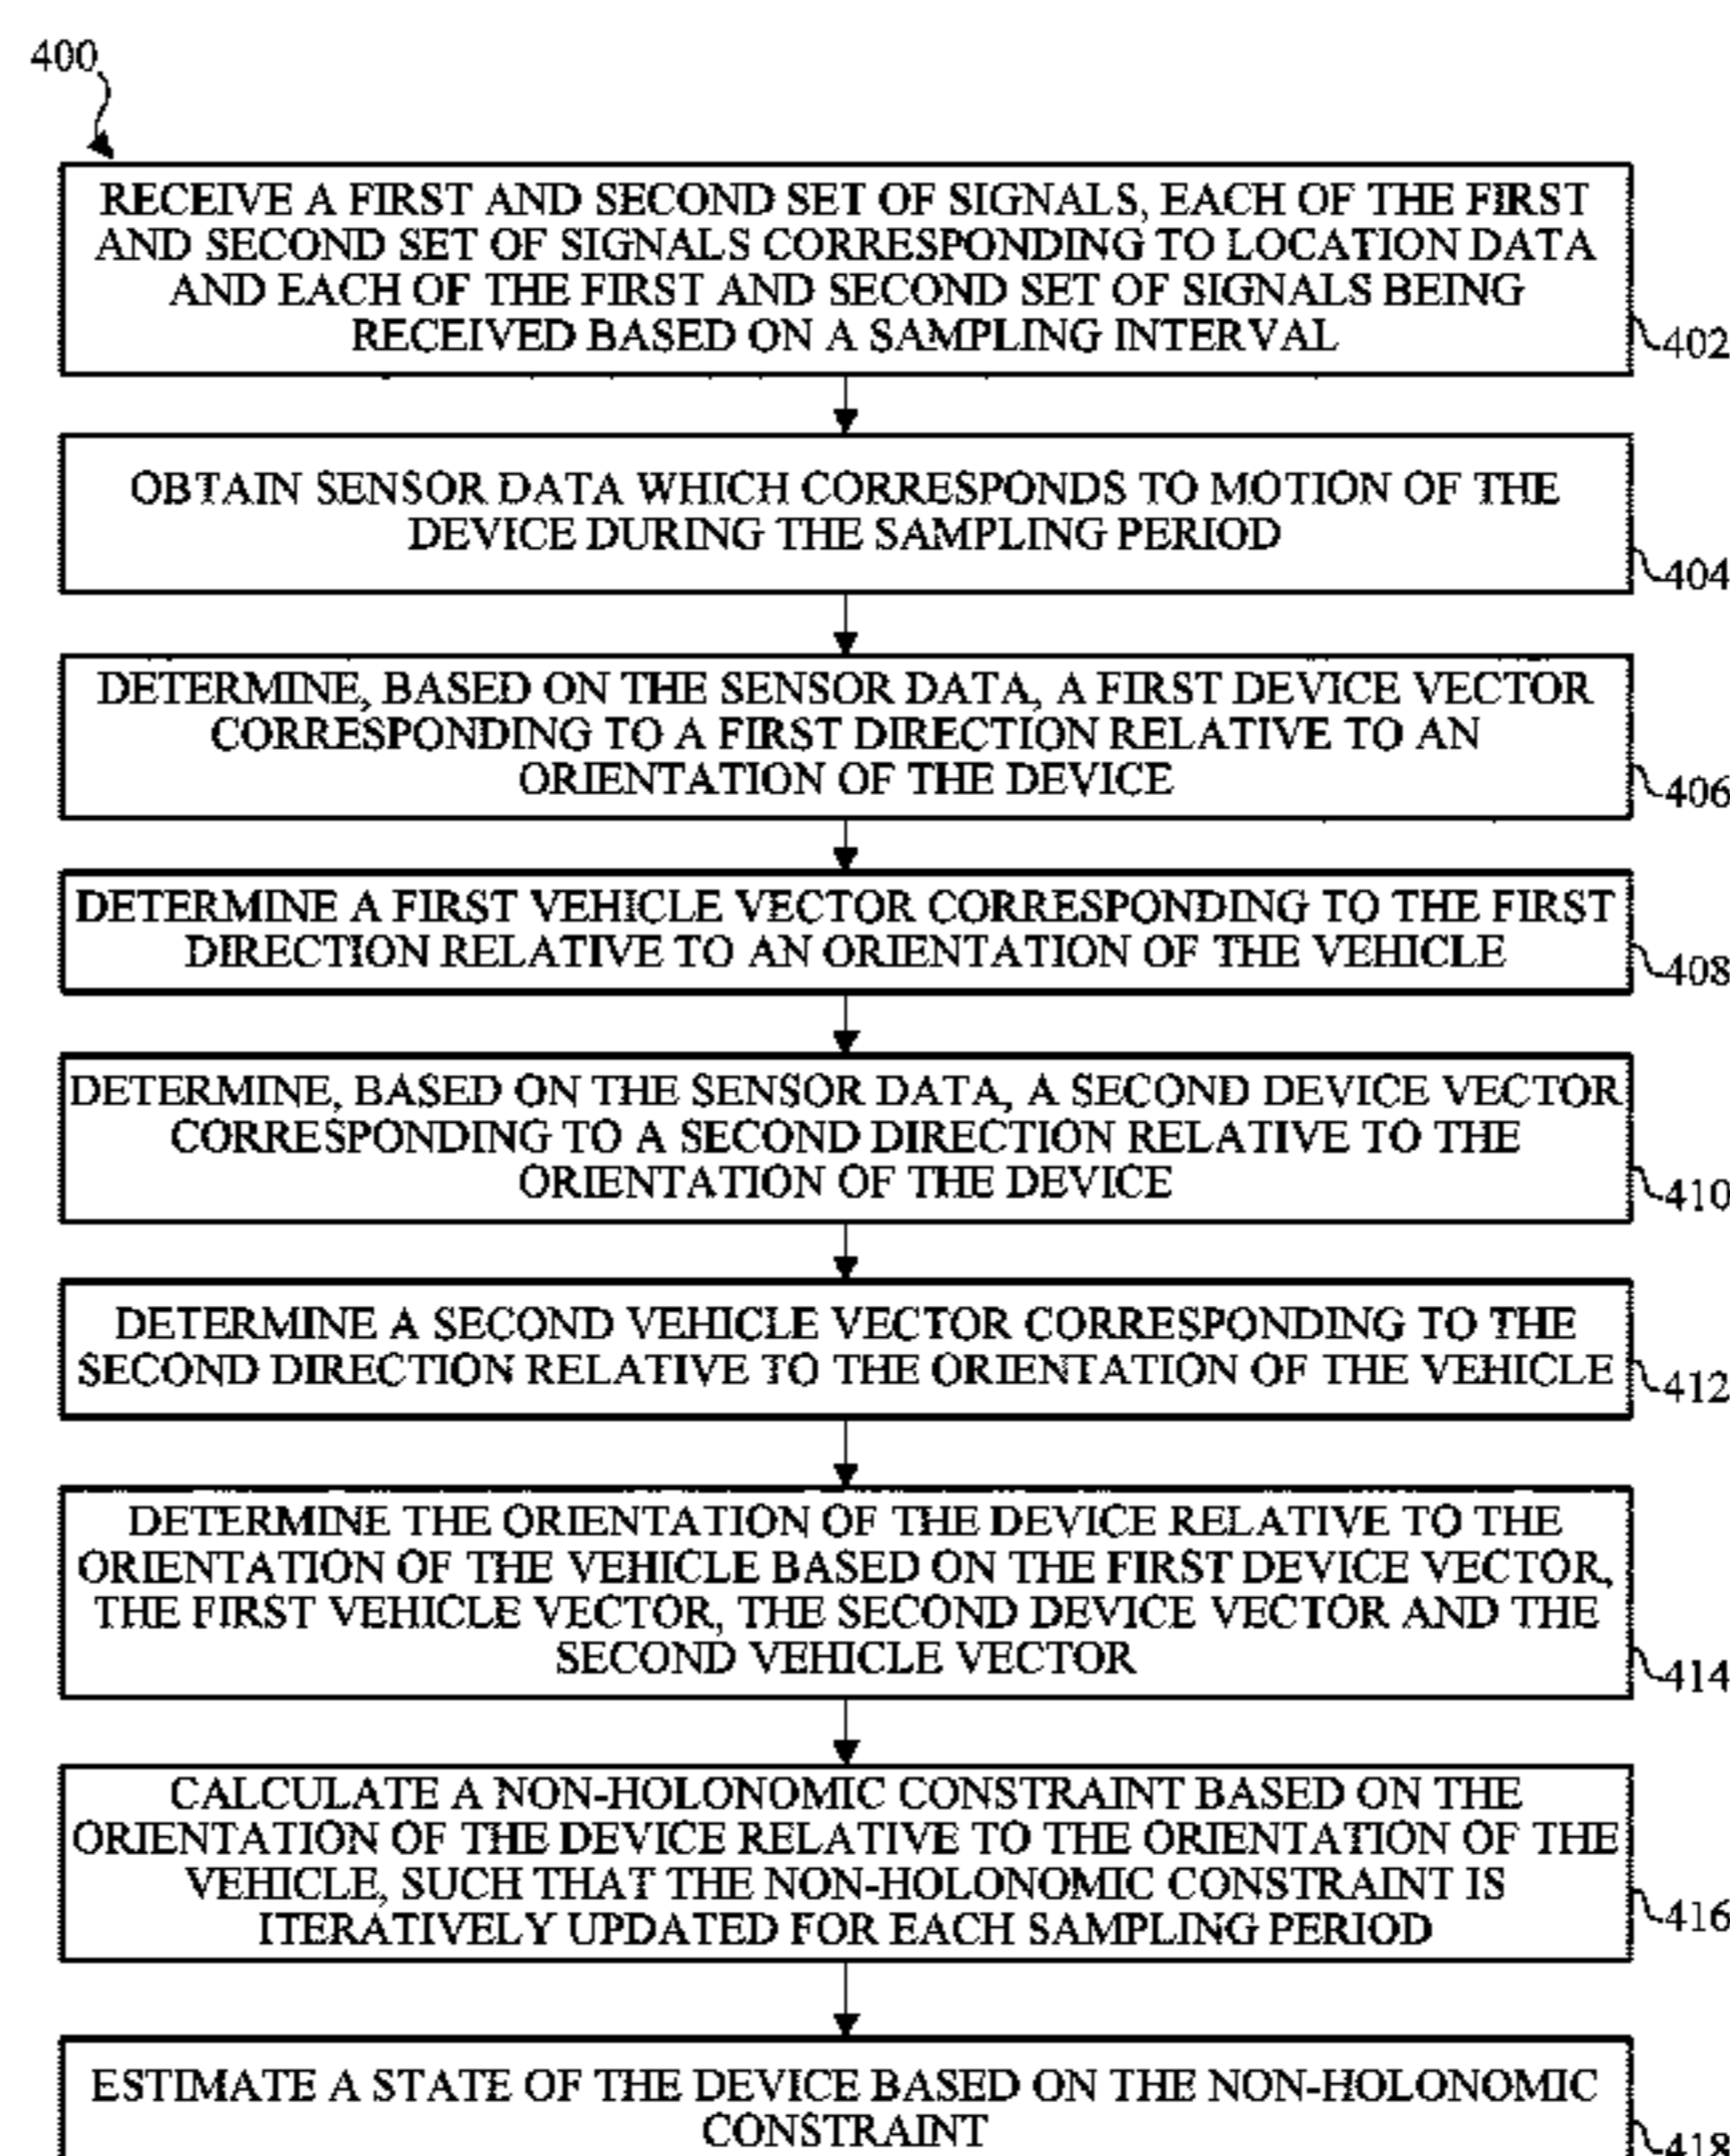 400
RECEIVE A FIRST AND SECOND SET OF SIGNALS, EACH OF THE FIRST
AND SECOND SET OF SIGNALS CORRESPONDING TO LOCATION DATA
AND EACH OF THE FIRST AND SECOND SET OF SIGNALS BEING
RECEIVED BASED ON A SAMPLING INTERVAL
402
OBTAIN SENSOR DATA WHICH CORRESPONDS TO MOTION OF THE
DEVICE DURING THE SAMPLING PERIOD
404
DETERMINE, BASED ON THE SENSOR DATA, A FIRST DEVICE VECTOR
CORRESPONDING TO A FIRST DIRECTION RELATIVE TO AN
ORIENTATION OF THE DEVICE
406
DETERMINE A FIRST VEHICLE VECTOR CORRESPONDING TO THE FIRST
DIRECTION RELATIVE TO AN ORIENTATION OF THE VEHICLE
408
DETERMINE, BASED ON THE SENSOR DATA, A SECOND DEVICE VECTOR
CORRESPONDING TO A SECOND DIRECTION RELATIVE TO THE
ORIENTATION OF THE DEVICE
410
DETERMINE A SECOND VEHICLE VECTOR CORRESPONDING TO THE
SECOND DIRECTION RELATIVE TO THE ORIENTATION OF THE VEHICLE
412
DETERMINE THE ORIENTATION OF THE DEVICE RELATIVE TO THE
ORIENTATION OF THE VEHICLE BASED ON THE FIRST DEVICE VECTOR,
THE FIRST VEHICLE VECTOR, THE SECOND DEVICE VECTOR AND THE
SECOND VEHICLE VECTOR
414
CALCULATE A NON-HOLONOMIC CONSTRAINT BASED ON THE
ORIENTATION OF THE DEVICE RELATIVE TO THE ORIENTATION OF THE
VEHICLE, SUCH THAT THE NON-HOLONOMIC CONSTRAINT IS
ITERATIVELY UPDATED FOR EACH SAMPLING PERIOD
416
ESTIMATE A STATE OF THE DEVICE BASED ON THE NON-HOLONOMIC
CONSTRAINT
418